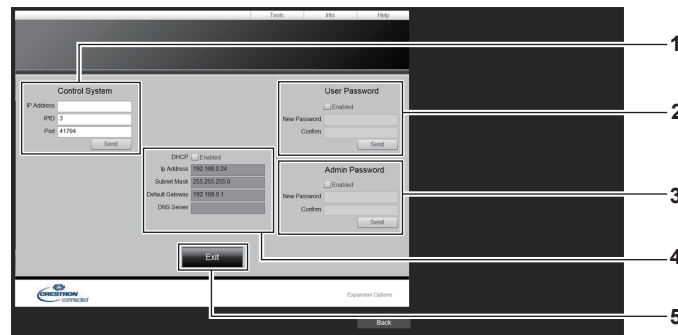 Tools Info Help
1
Control System
IP Address
IPID 3
Port 41794
Send
User Password
Enabled
New Password
Confirm
Send
2
DHCP Enabled
Ip Address 192.168.0.24
Subnet Mask 255.255.255.0
Default Gateway 192.168.0.1
DNS Server
Admin Password
Enabled
New Password
Confirm
Send
3
4
Exit
5
CRESTRON
connected
Expansion Options
Back